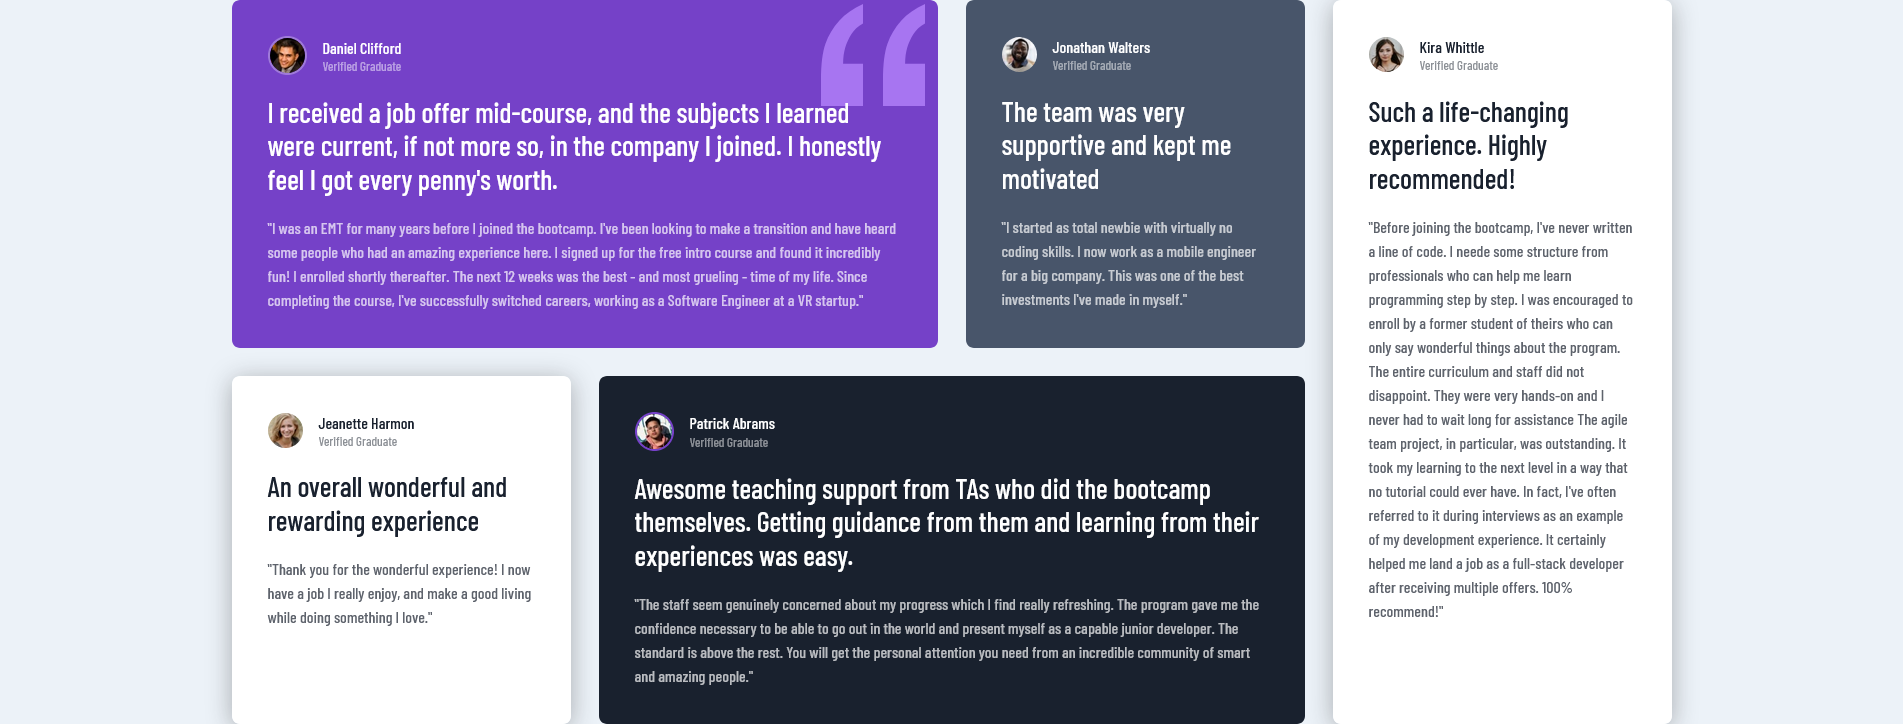 Daniel Clifford
Verified Graduate
I received a job offer mid-course, and the subjects I learned
were current, if not more so, in the company I joined. I honestly
feel I got every penny's worth.
"I was an EMT for many years before I joined the bootcamp. I've been looking to make a transition and have heard
some people who had an amazing experience here. I signed up for the free intro course and found it incredibly
fun! I enrolled shortly thereafter. The next 12 weeks was the best - and most grueling - time of my life. Since
completing the course, I've successfully switched careers, working as a Software Engineer at a VR startup."
Jonathan Walters
Verified Graduate
The team was very
supportive and kept me
motivated
"I started as total newbie with virtually no
coding skills. I now work as a mobile engineer
for a big company. This was one of the best
investments I've made in myself."
Kira Whittle
Verified Graduate
Such a life-changing
experience. Highly
recommended!
"Before joining the bootcamp, I've never written
a line of code. I neede some structure from
professionals who can help me learn
programming step by step. I was encouraged to
enroll by a former student of theirs who can
only say wonderful things about the program.
The entire curriculum and staff did not
disappoint. They were very hands-on and I
never had to wait long for assistance The agile
team project, in particular, was outstanding. It
took my learning to the next level in a way that
no tutorial could ever have. In fact, I've often
referred to it during interviews as an example
of my development experience. It certainly
helped me land a job as a full-stack developer
after receiving multiple offers. 100%
recommend!"
Jeanette Harmon
Verified Graduate
An overall wonderful and
rewarding experience
"Thank you for the wonderful experience! I now
have a job I really enjoy, and make a good living
while doing something I love."
Patrick Abrams
Verified Graduate
Awesome teaching support from TAs who did the bootcamp
themselves. Getting guidance from them and learning from their
experiences was easy.
"The staff seem genuinely concerned about my progress which I find really refreshing. The program gave me the
confidence necessary to be able to go out in the world and present myself as a capable junior developer. The
standard is above the rest. You will get the personal attention you need from an incredible community of smart
and amazing people."